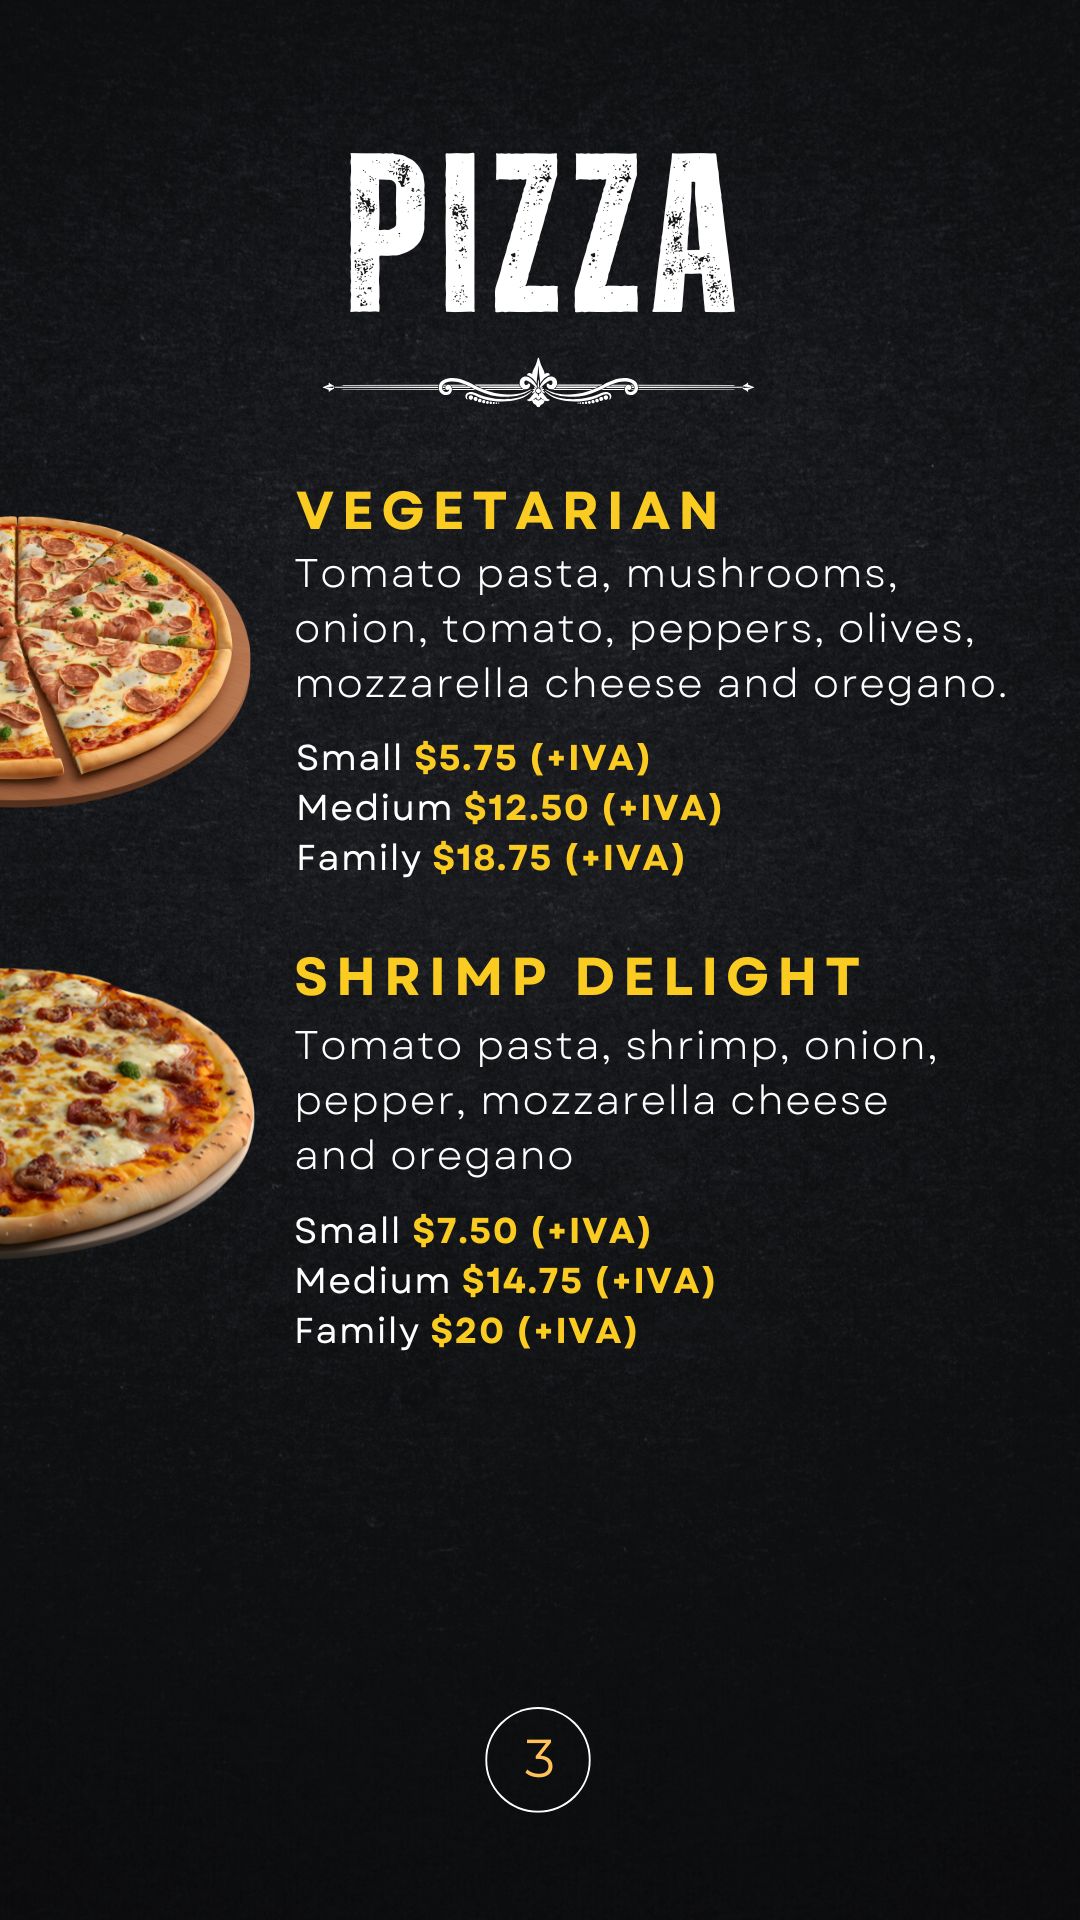 PIZZA
VEGETARIAN
Tomato pasta, mushrooms,
onion, tomato, peppers, olives,
mozzarella cheese and oregano.
Small $5.75 (+IVA)
Medium $12.50 (+IVA)
Family $18.75 (+IVA)
SHRIMP DELIGHT
Tomato pasta, shrimp, onion,
pepper, mozzarella cheese
and oregano
Small $7.50 (+IVA)
Medium $14.75 (+IVA)
Family $20 (+IVA)
3